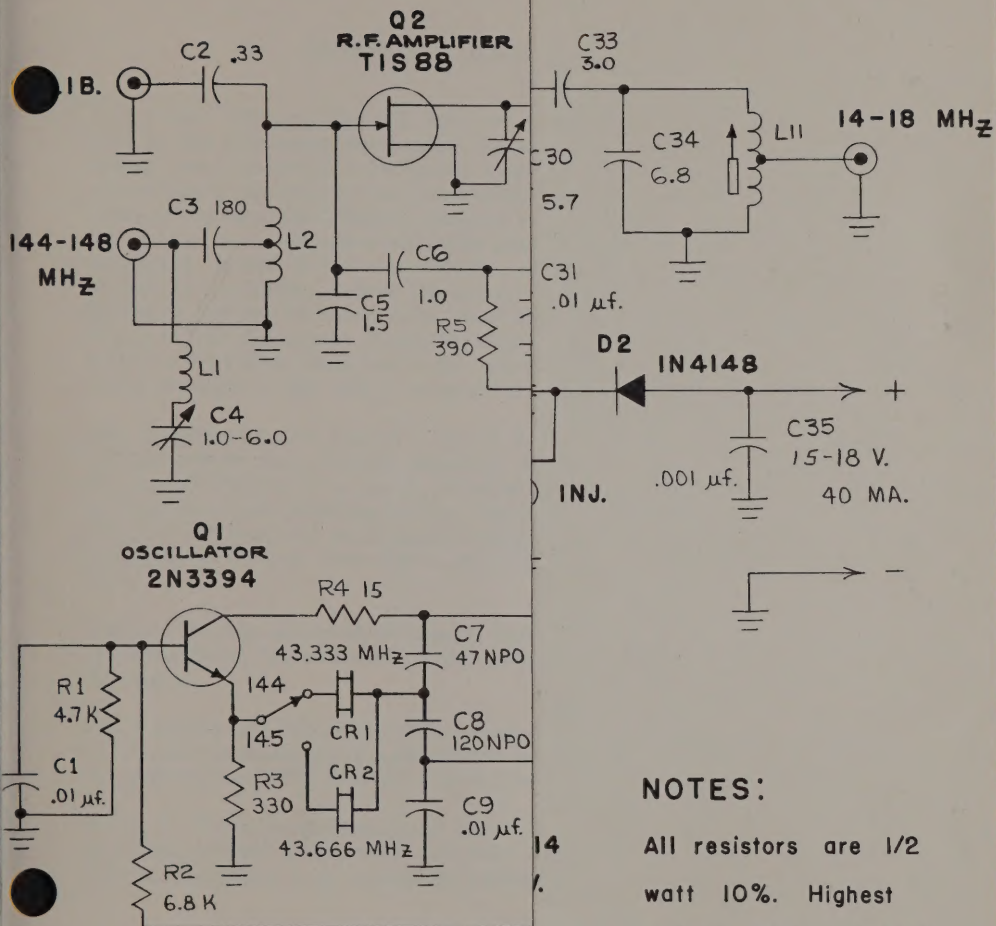 Q2
R.F. AMPLIFIER
TIS 88
C2 .33
.1B.
C33
3.0
14-18 MHz
C34
6.8
L11
C30
5.7
C3 180
L2
144-148
MHz
C6
1.0
C5
1.5
R5
390
C31
.01 µf.
D2
1N4148
+
L1
C4
1.0-6.0
C35
.001 µf.
15-18 V.
40 MA.
INJ.
Q1
OSCILLATOR
2N3394
-
R4 15
43.333 MHz
C7
47NPO
R1
4.7K
144
145
CR1
C8
120NPO
C1
.01 µf.
R3
330
CR2
C9
.01 µf.
43.666 MHz
R2
6.8K
14
NOTES:
All resistors are 1/2
watt 10%. Highest